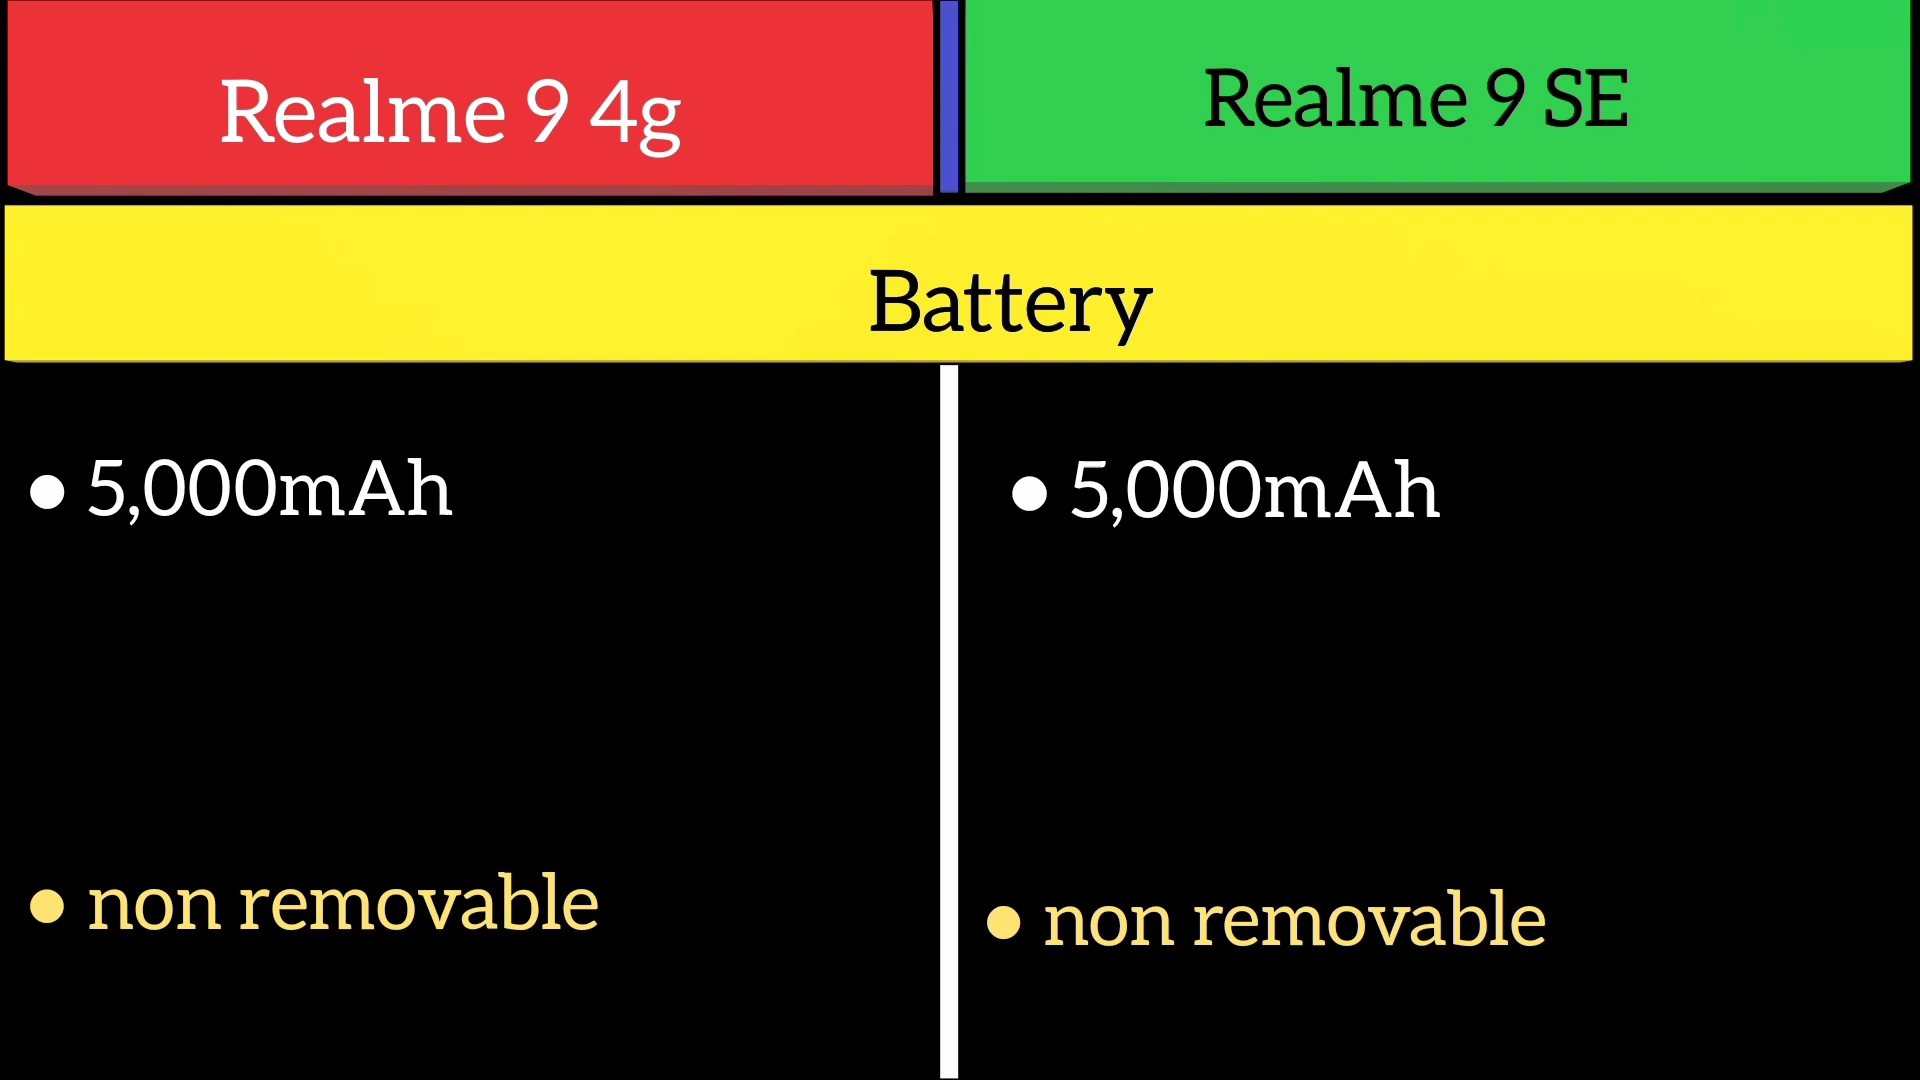 Realme 9 4g
Realme 9 SE
Battery
● 5,000mAh
● 5,000mAh
● non removable
● non removable